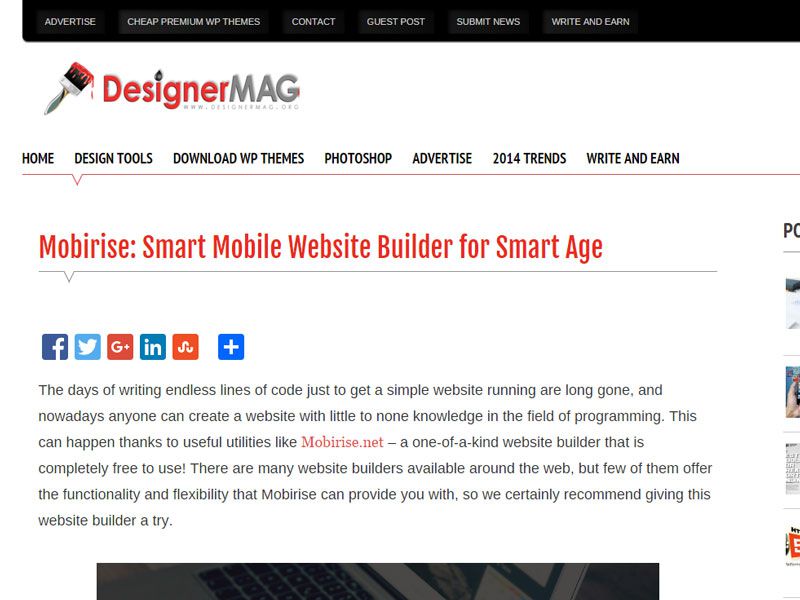 ADVERTISE CHEAP PREMIUM WP THEMES CONTACT GUEST POST SUBMIT NEWS WRITE AND EARN
DesignerMAG
WWW.DESIGNERMAG.ORG
HOME DESIGN TOOLS DOWNLOAD WP THEMES PHOTOSHOP ADVERTISE 2014 TRENDS WRITE AND EARN
PO
Mobirise: Smart Mobile Website Builder for Smart Age
The days of writing endless lines of code just to get a simple website running are long gone, and
nowadays anyone can create a website with little to none knowledge in the field of programming. This
can happen thanks to useful utilities like Mobirise.net – a one-of-a-kind website builder that is
completely free to use! There are many website builders available around the web, but few of them offer
the functionality and flexibility that Mobirise can provide you with, so we certainly recommend giving this
website builder a try.